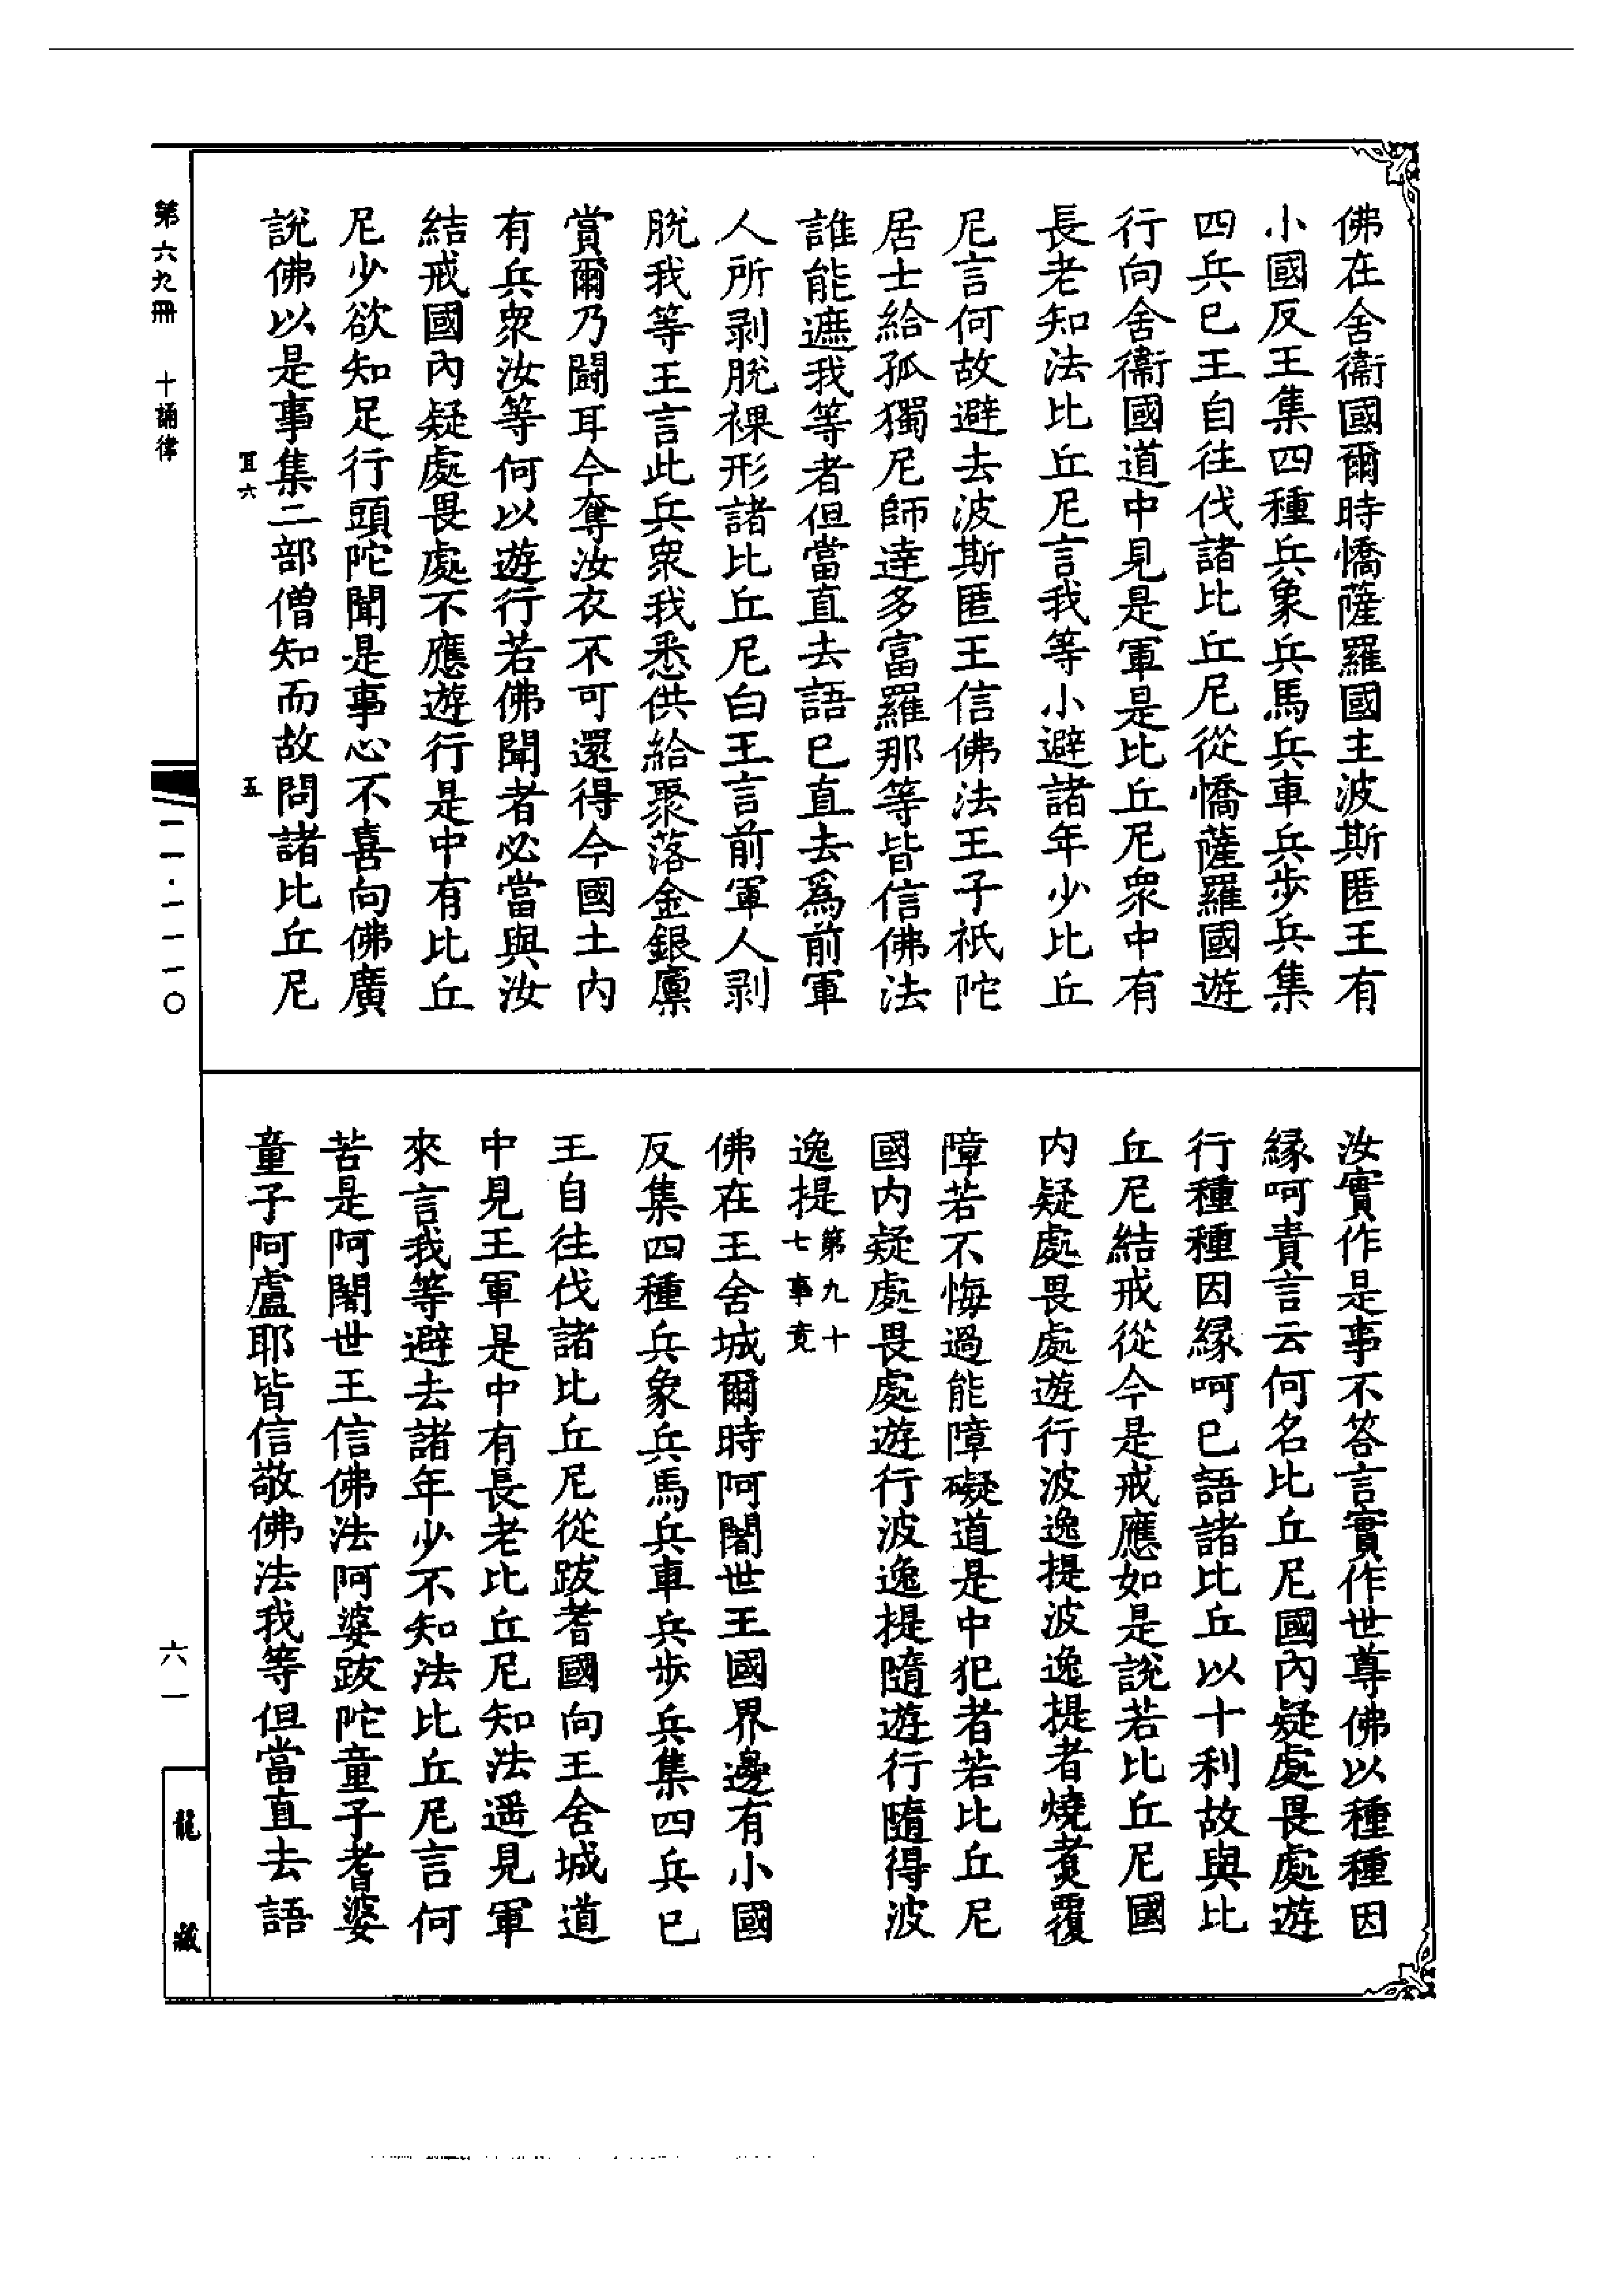 佛在舍衞國爾時憍薩羅國主波斯匿王有
小國反王集四種兵象兵馬兵車兵步兵集
四兵已王自往伐諸比丘尼從憍薩羅國遊
行向舍衞國道中見是軍是比丘尼衆中有
長老知法比丘尼言我等小避諸年少比丘
尼言何故避去波斯匿王信佛法王子祇陀
居士給孤獨尼師達多富羅那等皆信佛法
誰能遮我等者但當直去語已直去爲前軍
人所剥脫裸形諸比丘尼白王言前軍人剥
脫我等王言此兵衆我悉供給聚落金銀廪
賞爾乃鬪耳今奪汝衣不可還得今國土内
有兵衆汝等何以遊行若佛聞者必當與汝
結戒國內疑處畏處不應遊行是中有比丘
尼少欲知足行頭陀聞是事心不喜向佛廣
說佛以是事集二部僧知而故問諸比丘尼
汝實作是事不答言實作世尊佛以種種因
緣呵責言云何名比丘尼國內疑處畏處遊
行種種因緣呵已語諸比丘以十利故與比
丘尼結戒從今是戒應如是說若比丘尼國
内疑處畏處遊行波逸提波逸提者燒煑覆
障若不悔過能障礙道是中犯者若比丘尼
國内疑處畏處遊行波逸提隨遊行隨得波
逸提第九十七事竟
佛在王舍城爾時阿闍世王國界邊有小國
反集四種兵象兵馬兵車兵步兵集四兵已
王自往伐諸比丘尼從跋耆國向王舍城道
中見王軍是中有長老比丘尼知法遥見軍
來言我等避去諸年少不知法比丘尼言何
苦是阿闍世王信佛法阿婆跋陀童子耆婆
童子阿盧耶皆信敬佛法我等但當直去語
第六九冊 十誦律
六 五
一一·一一一〇
六一
龍藏